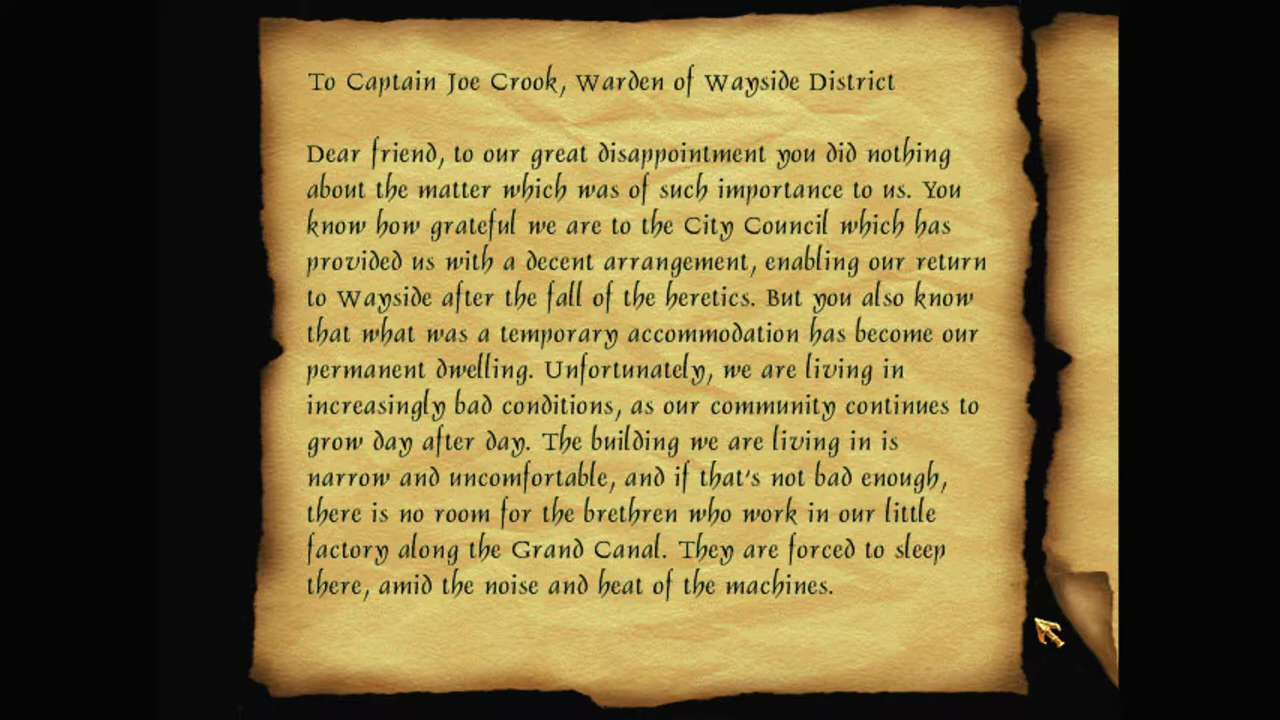 To Captain Joe Crook, Warden of Wayside District
Dear friend, to our great disappointment you did nothing
about the matter which was of such importance to us. You
know how grateful we are to the City Council which has
provided us with a decent arrangement, enabling our return
to Wayside after the fall of the heretics. But you also know
that what was a temporary accommodation has become our
permanent dwelling. Unfortunately, we are living in
increasingly bad conditions, as our community continues to
grow day after day. The building we are living in is
narrow and uncomfortable, and if that's not bad enough,
there is no room for the brethren who work in our little
factory along the Grand Canal. They are forced to sleep
there, amid the noise and heat of the machines.